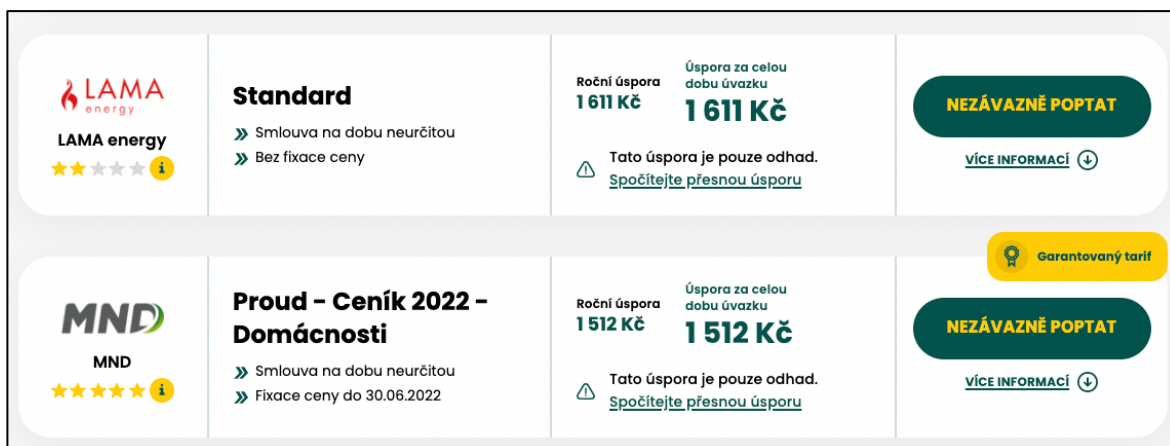 LAMA
energy
LAMA energy
i
Standard
Smlouva na dobu neurčitou
Bez fixace ceny
Roční úspora
1 611 Kč
Úspora za celou
dobu úvazku
1 611 Kč
Tato úspora je pouze odhad.
Spočítejte přesnou úsporu
NEZÁVAZNĚ POPTAT
VÍCE INFORMACÍ
Garantovaný tarif
MND
MND
i
Proud - Ceník 2022 -
Domácnosti
Smlouva na dobu neurčitou
Fixace ceny do 30.06.2022
Roční úspora
1 512 Kč
Úspora za celou
dobu úvazku
1 512 Kč
Tato úspora je pouze odhad.
Spočítejte přesnou úsporu
NEZÁVAZNĚ POPTAT
VÍCE INFORMACÍ